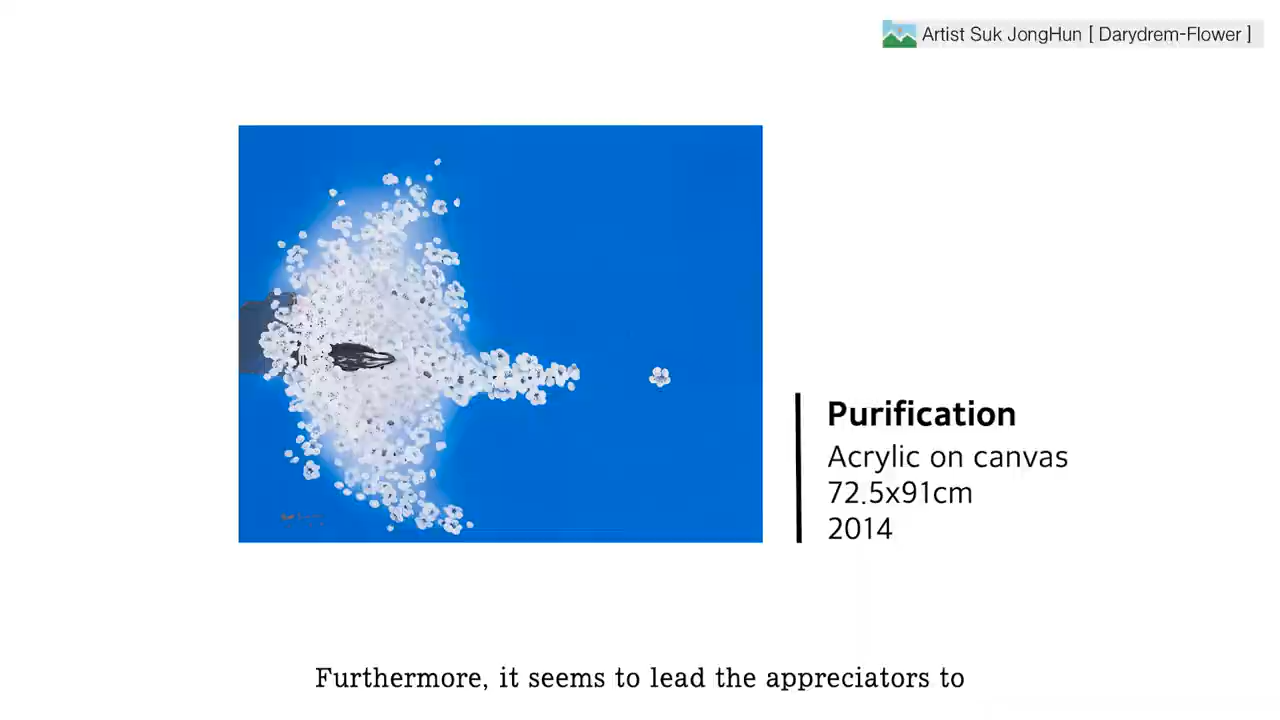 Artist Suk JongHun [ Darydrem-Flower ]
Purification
Acrylic on canvas
72.5x91cm
2014
Furthermore, it seems to lead the appreciators to